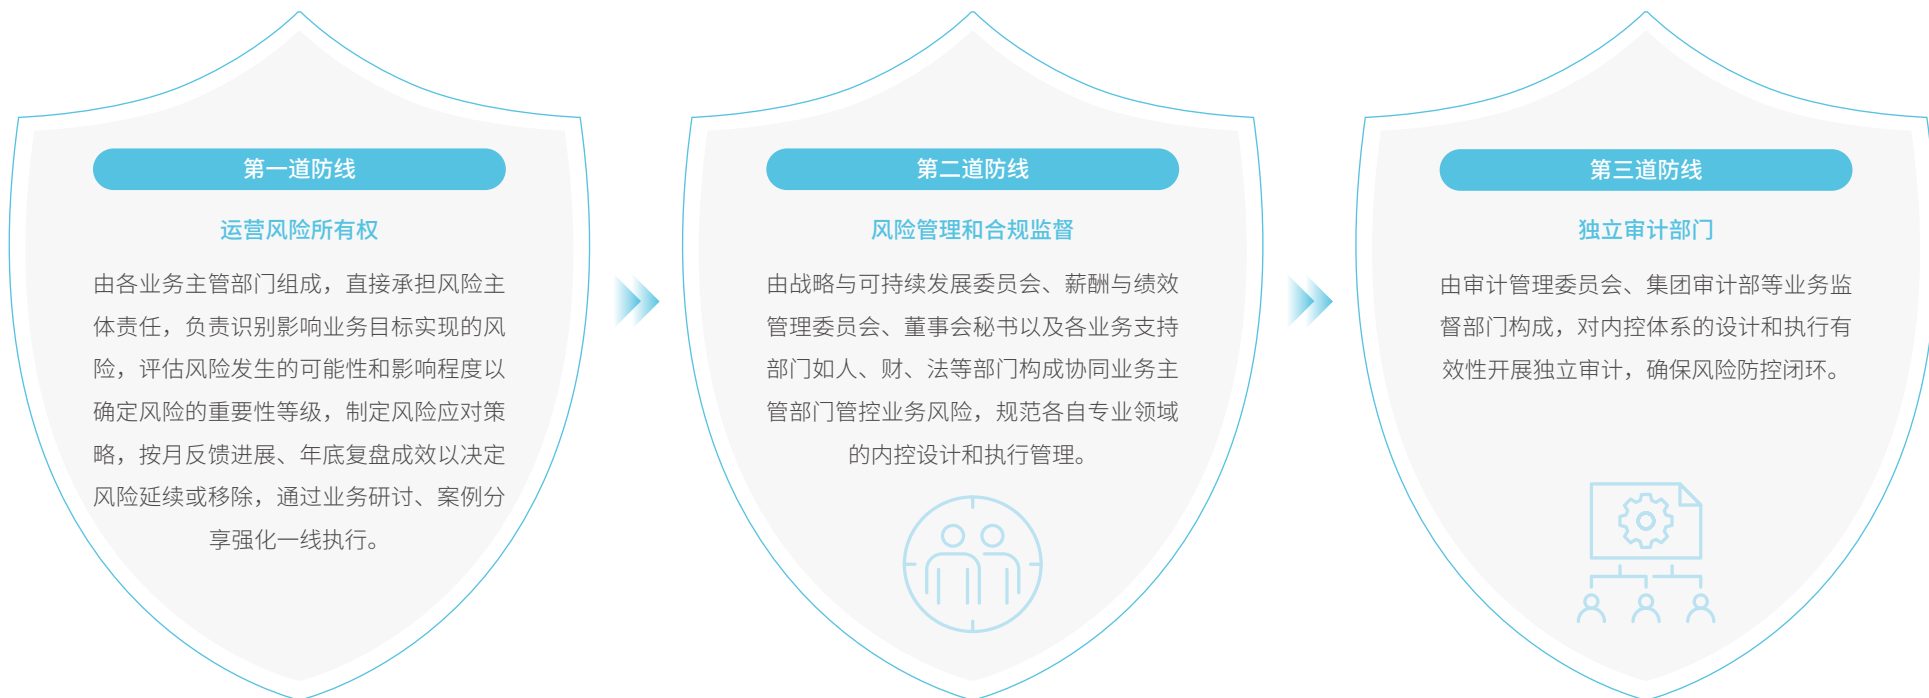 第一道防线
运营风险所有权
由各业务主管部门组成，直接承担风险主
体责任，负责识别影响业务目标实现的风
险，评估风险发生的可能性和影响程度以
确定风险的重要性等级，制定风险应对策
略，按月反馈进展、年底复盘成效以决定
风险延续或移除，通过业务研讨、案例分
享强化一线执行。
第二道防线
风险管理和合规监督
由战略与可持续发展委员会、薪酬与绩效
管理委员会、董事会秘书以及各业务支持
部门如人、财、法等部门构成协同业务主
管部门管控业务风险，规范各自专业领域
的内控设计和执行管理。
第三道防线
独立审计部门
由审计管理委员会、集团审计部等业务监
督部门构成，对内控体系的设计和执行有
效性开展独立审计，确保风险防控闭环。